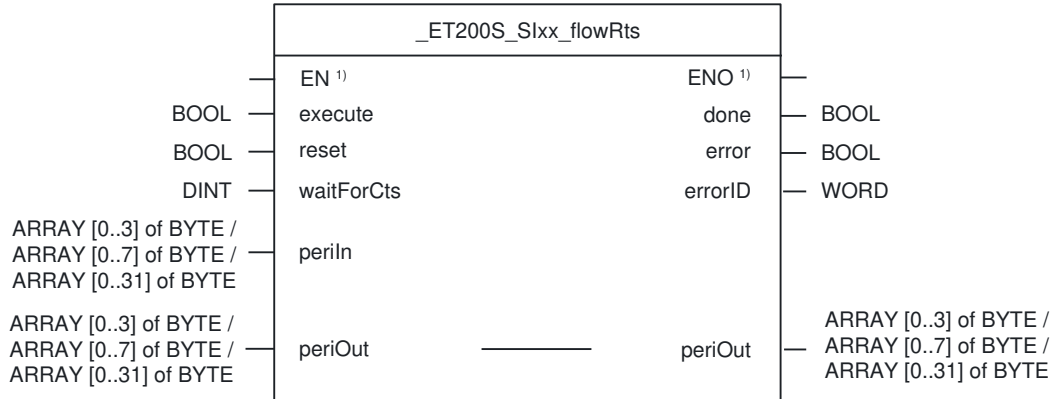 _ET200S_SIxx_flowRts
EN 1) ENO 1)
BOOL execute done BOOL
BOOL reset error BOOL
DINT waitForCts errorID WORD
ARRAY [0..3] of BYTE /
ARRAY [0..7] of BYTE / periIn
ARRAY [0..31] of BYTE
ARRAY [0..3] of BYTE / ARRAY [0..3] of BYTE /
ARRAY [0..7] of BYTE / periOut periOut ARRAY [0..7] of BYTE /
ARRAY [0..31] of BYTE ARRAY [0..31] of BYTE